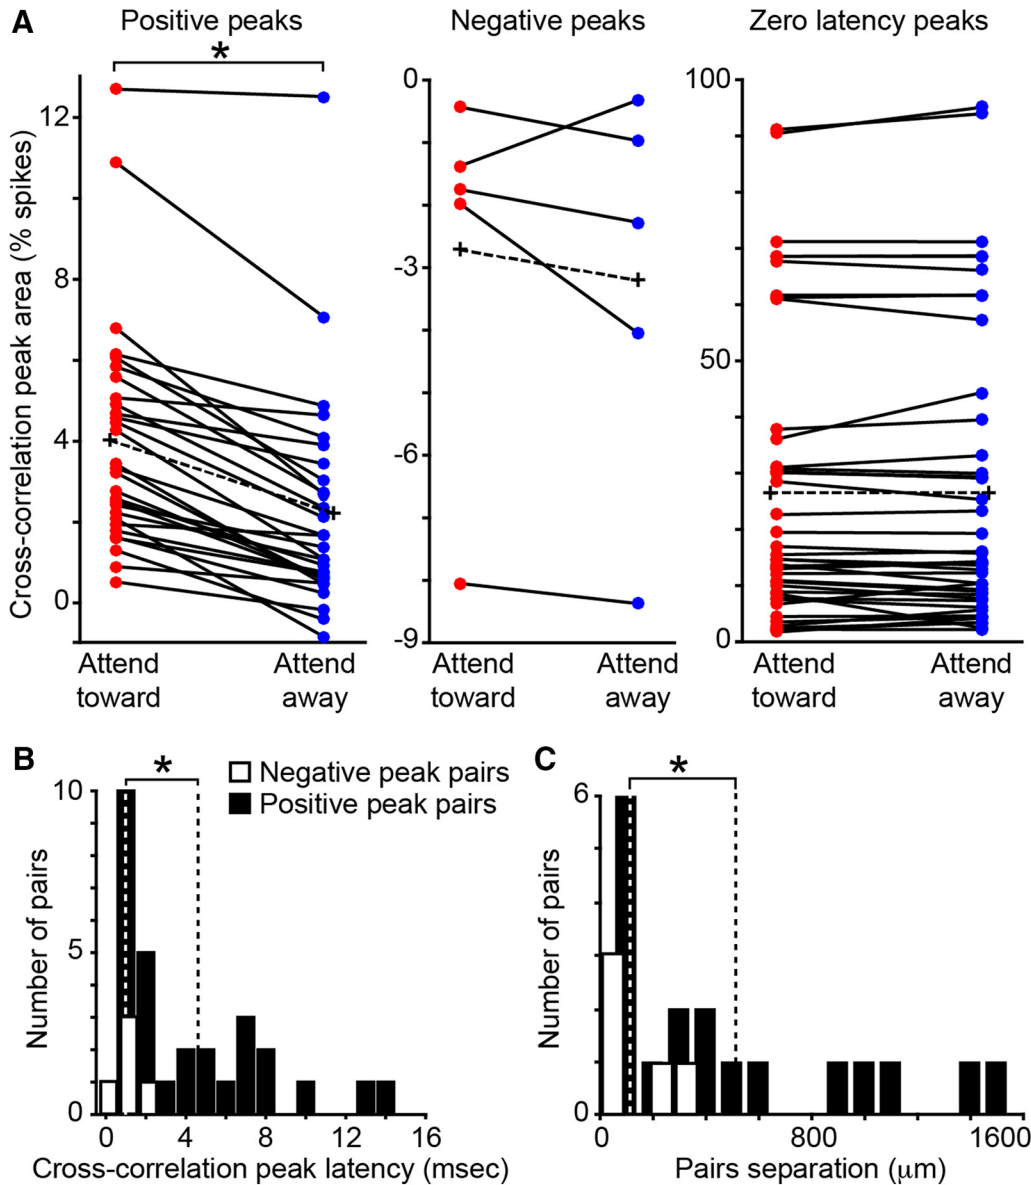 A
Positive peaks
Negative peaks
Zero latency peaks
*
Cross-correlation peak area (% spikes)
12
8
4
0
0
-3
-6
-9
100
50
0
Attend toward
Attend away
Attend toward
Attend away
Attend toward
Attend away
B
*
Negative peak pairs
Positive peak pairs
Number of pairs
10
5
0
0
4
8
12
16
Cross-correlation peak latency (msec)
C
*
Number of pairs
6
3
0
0
800
1600
Pairs separation (μm)